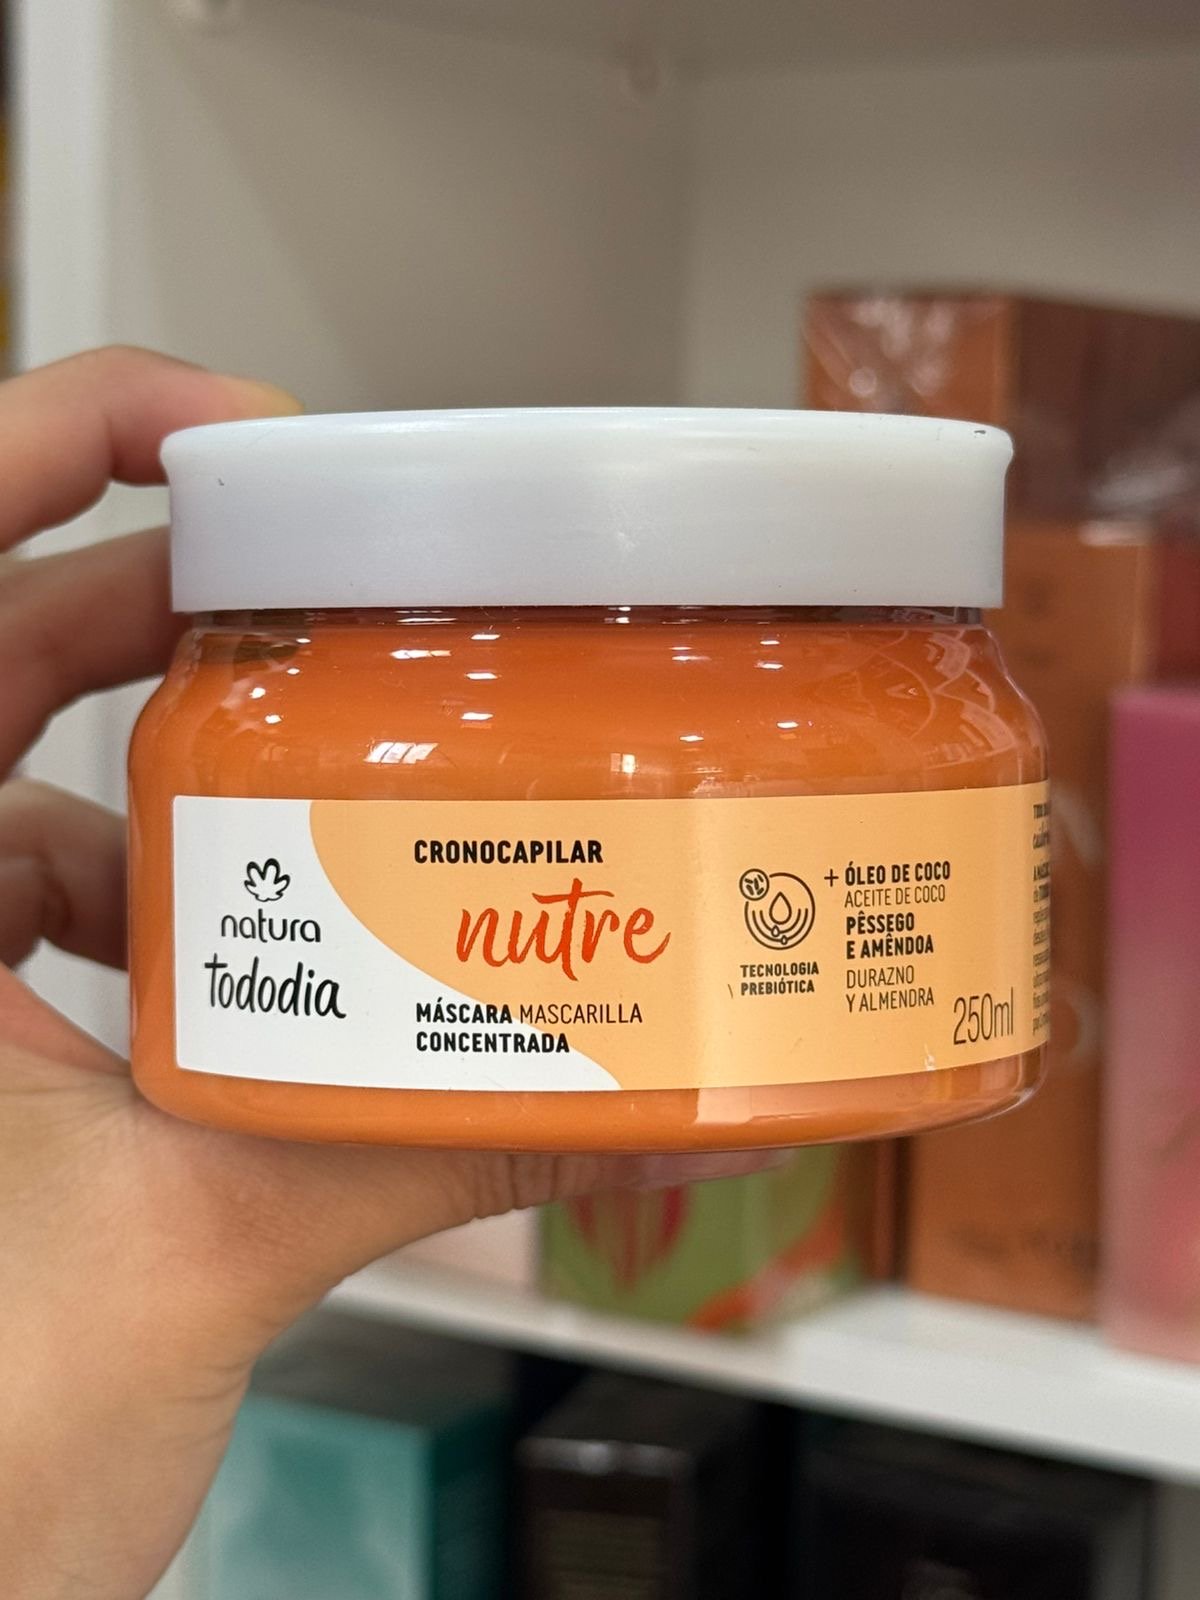 natura
tododia
CRONOCAPILAR
nutre
MÁSCARA MASCARILLA
CONCENTRADA
TECNOLOGIA
PREBIÓTICA
+ ÓLEO DE COCO
ACEITE DE COCO
PÊSSEGO
E AMÊNDOA
DURAZNO
Y ALMENDRA
250ml